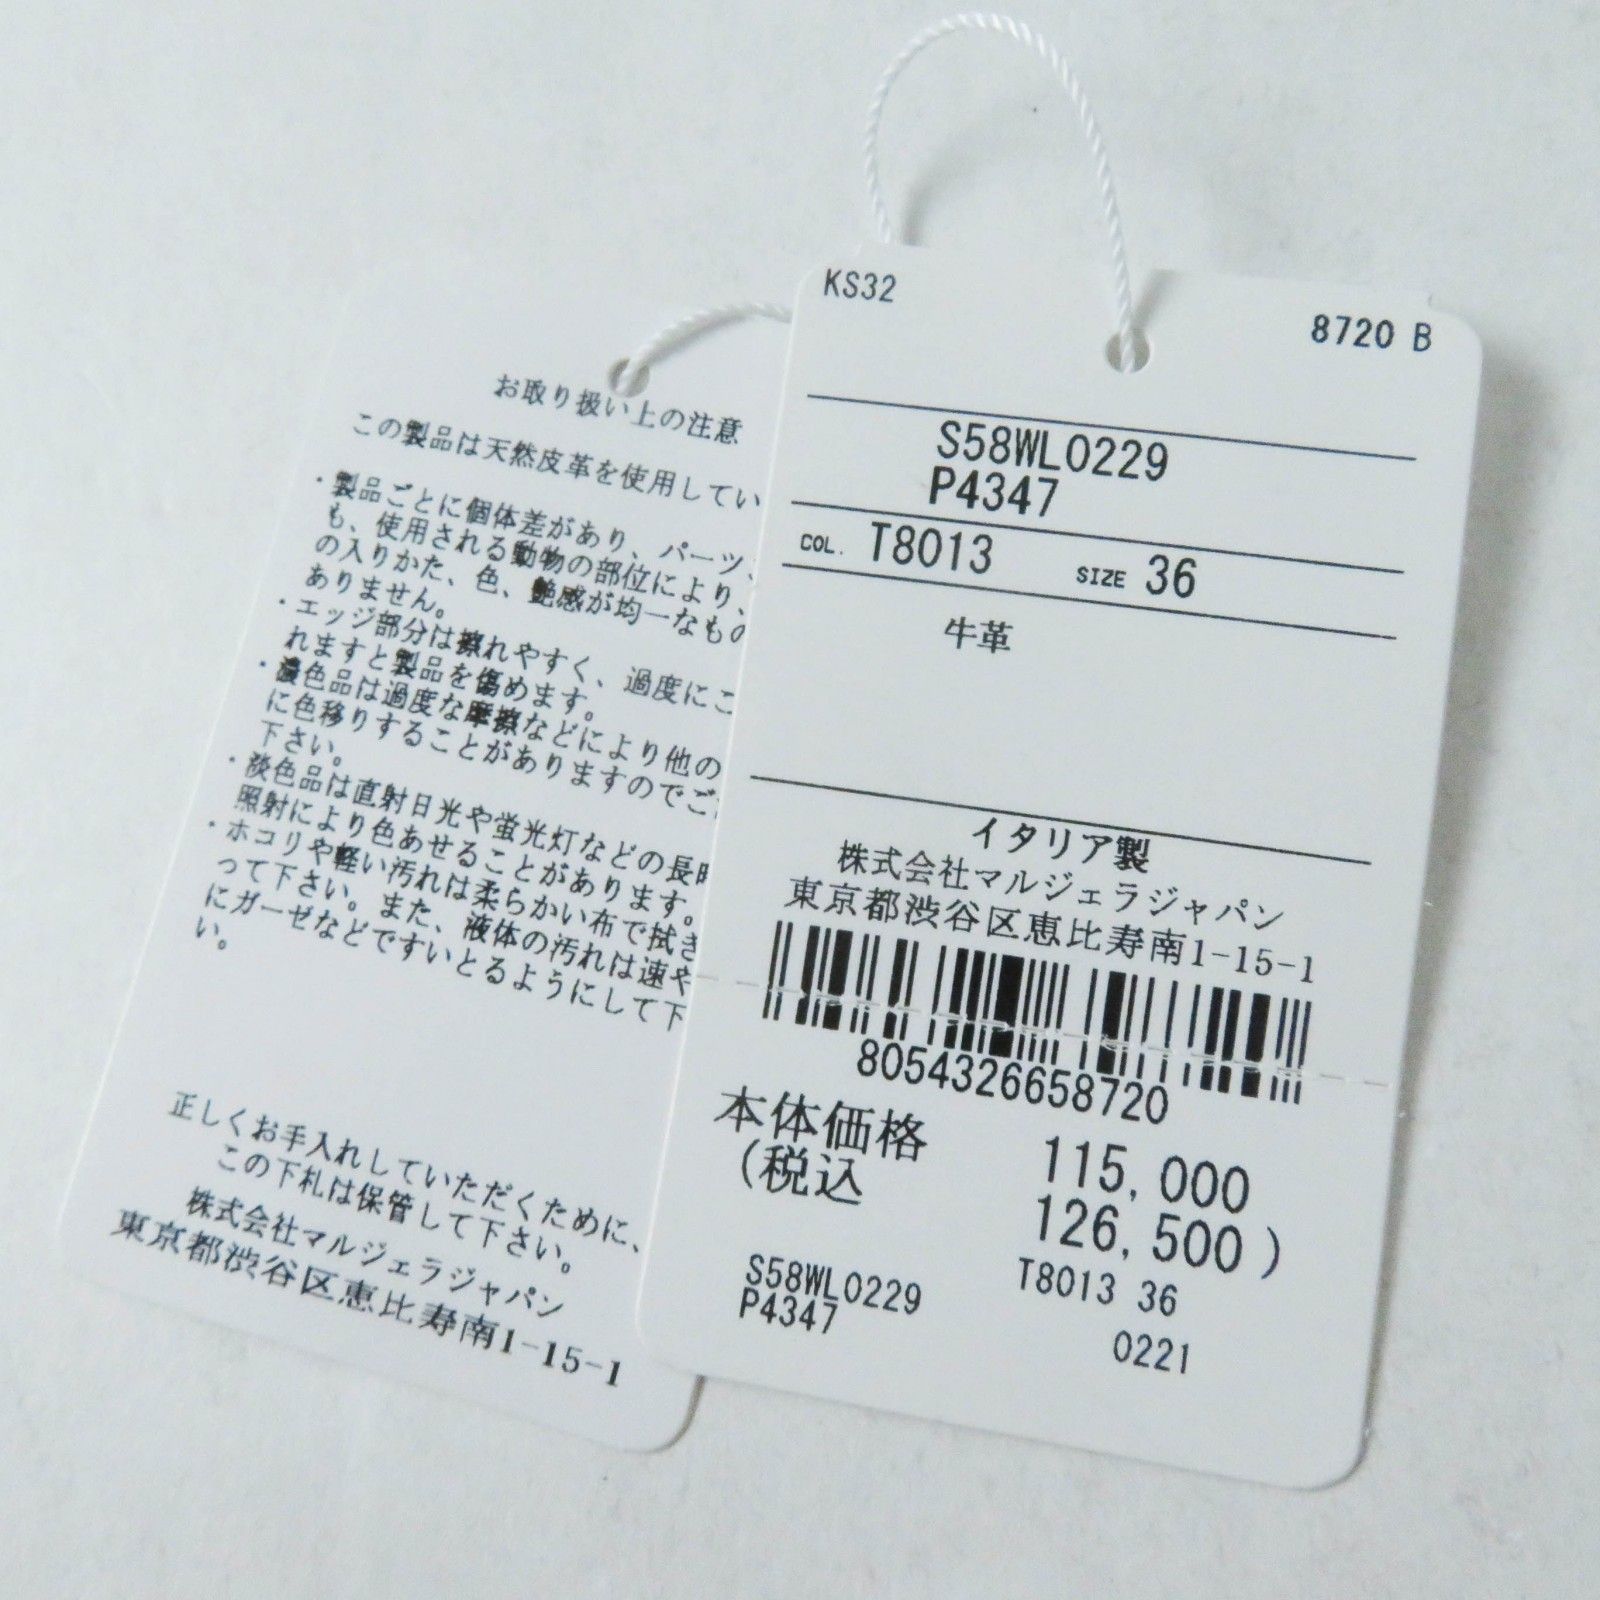 お取り扱い上の注意
この製品は天然皮革を使用してい
・製品ごとに個体差があり、パーツ、
も、使用される動物の部位により、
の入りかた、色、艶感が均一なもの
ありません。
・エッジ部分は擦れやすく、過度にこ
れますと製品を傷めます。
・濃色品は過度な摩擦などにより他の
に色移りすることがありますのでご
下さい。
・淡色品は直射日光や蛍光灯などの長時
照射により色あせることがあります。
・ホコリや軽い汚れは柔らかい布で拭き
って下さい。また、液体の汚れは速や
にガーゼなどですいとるようにして下
い。
正しくお手入れしていただくために、
この下札は保管して下さい。
株式会社マルジェラジャパン
東京都渋谷区恵比寿南1-15-1
KS32
8720 B
S58WL0229
P4347
COL. T8013 SIZE 36
牛革
イタリア製
株式会社マルジェラジャパン
東京都渋谷区恵比寿南1-15-1
8054326658720
本体価格 115,000
(税込 126,500)
S58WL0229 T8013 36
P4347 0221